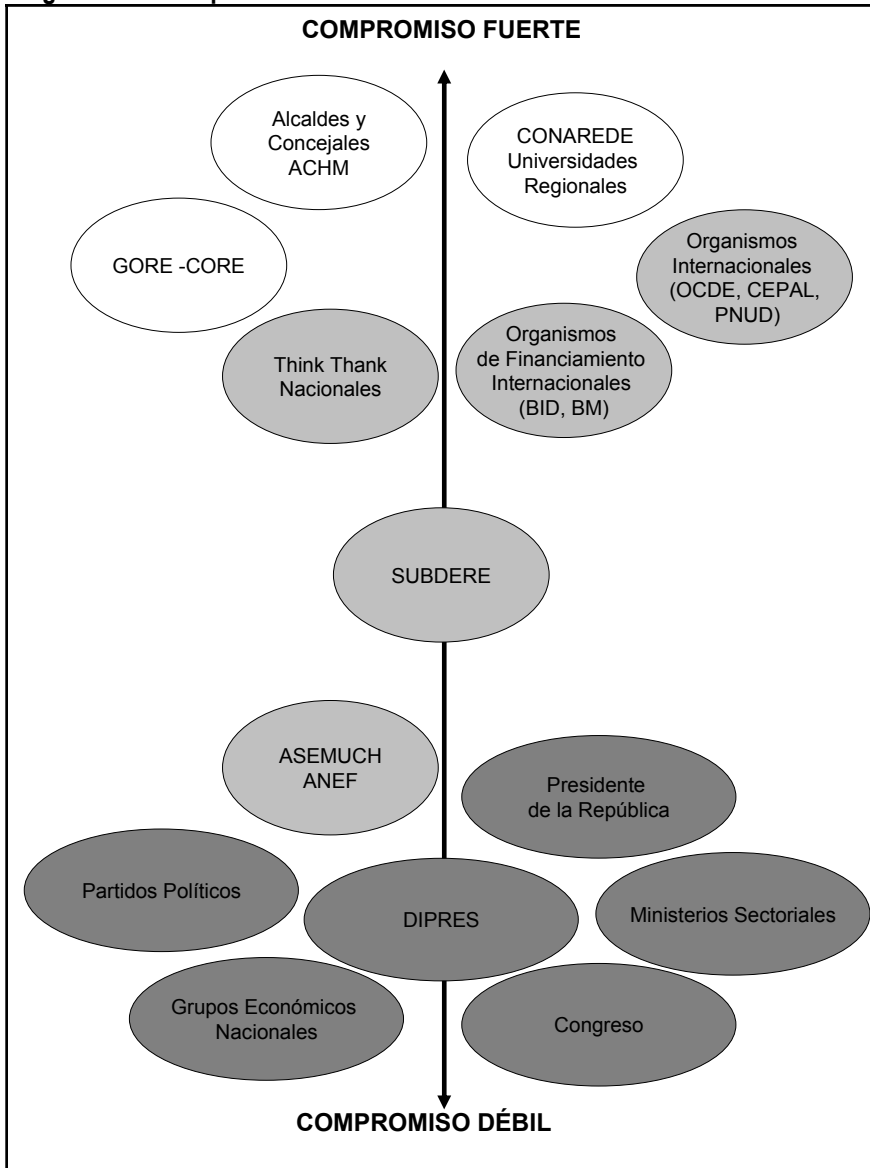 COMPROMISO FUERTE
Alcaldes y
Concejales
ACHM
CONAREDE
Universidades
Regionales
GORE -CORE
Organismos
Internacionales
(OCDE, CEPAL,
PNUD)
Think Thank
Nacionales
Organismos
de Financiamiento
Internacionales
(BID, BM)
SUBDERE
ASEMUCH
ANEF
Presidente
de la República
Partidos Políticos
DIPRES
Ministerios Sectoriales
Grupos Económicos
Nacionales
Congreso
COMPROMISO DÉBIL